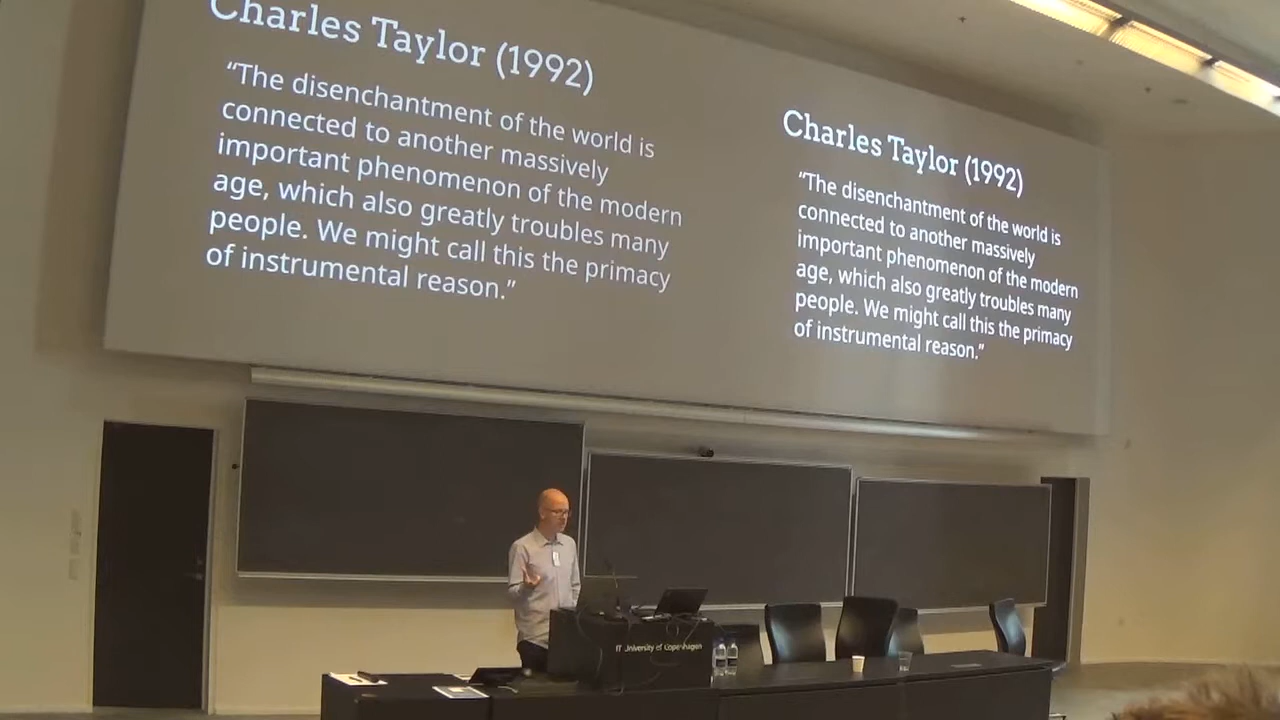 Charles Taylor (1992)
“The disenchantment of the world is
connected to another massively
important phenomenon of the modern
age, which also greatly troubles many
people. We might call this the primacy
of instrumental reason.”
Charles Taylor (1992)
“The disenchantment of the world is
connected to another massively
important phenomenon of the modern
age, which also greatly troubles many
people. We might call this the primacy
of instrumental reason.”
IT University of Copenhagen